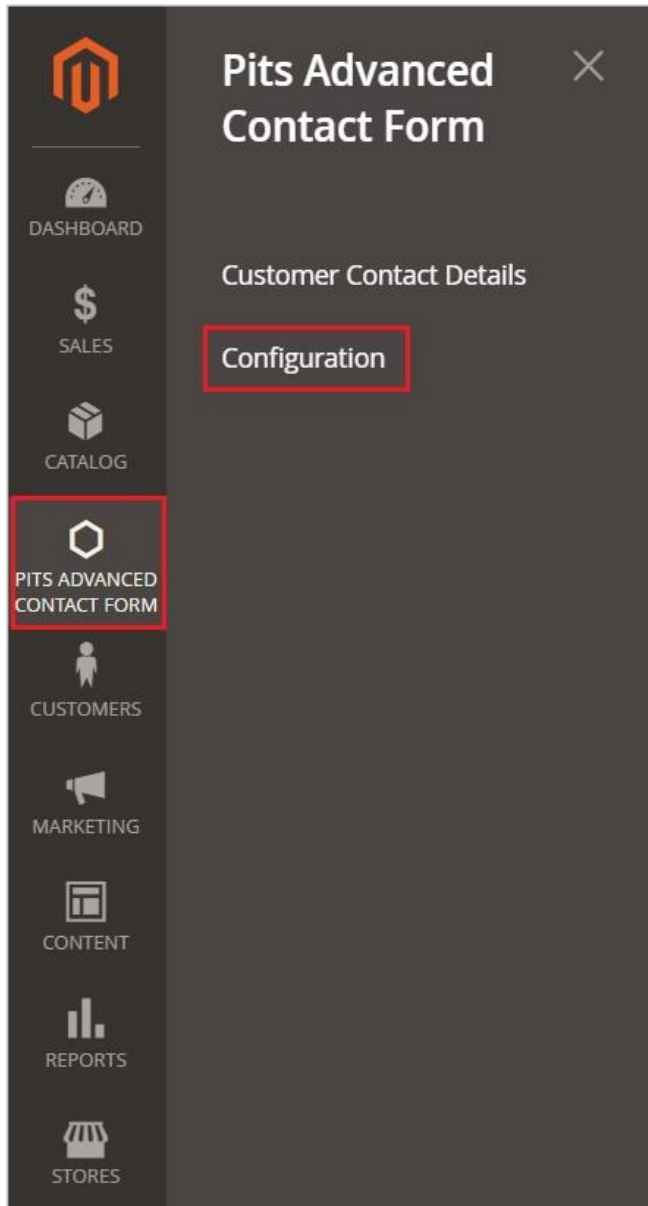 Pits Advanced
Contact Form
Customer Contact Details
Configuration
DASHBOARD
$
SALES
CATALOG
PITS ADVANCED
CONTACT FORM
CUSTOMERS
MARKETING
CONTENT
REPORTS
STORES